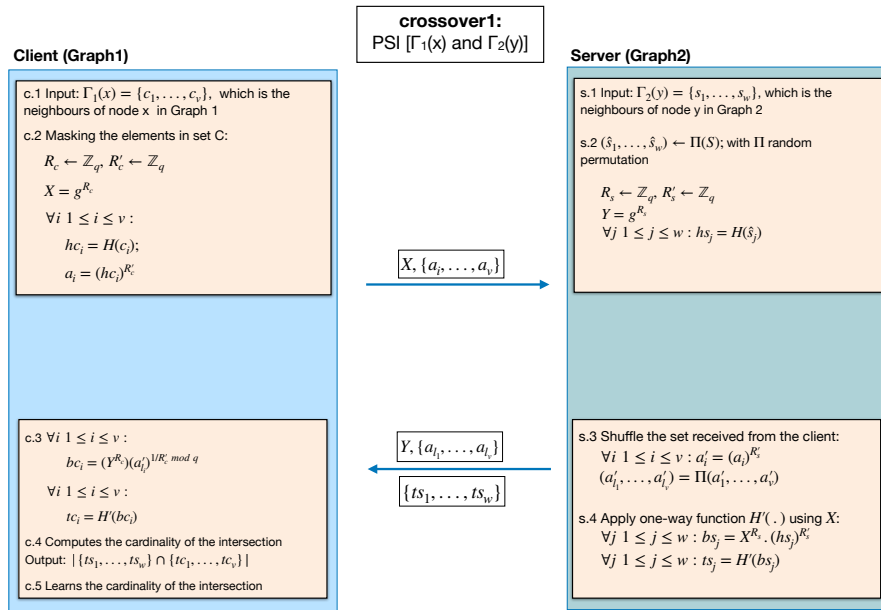 crossover1:
PSI [Γ₁(x) and Γ₂(y)]
Client (Graph1)
c.1 Input: Γ₁(x) = {c₁, . . . , cᵥ}, which is the
neighbours of node x in Graph 1
c.2 Masking the elements in set C:
R_c ← ℤ_q, R′_c ← ℤ_q
X = g^{R_c}
∀i 1 ≤ i ≤ v :
hc_i = H(c_i);
a_i = (hc_i)^{R′_c}
X, {a_i, . . . , a_v}
Server (Graph2)
s.1 Input: Γ₂(y) = {s₁, . . . , s_w}, which is the
neighbours of node y in Graph 2
s.2 (ŝ₁, . . . , ŝ_w) ← Π(S); with Π random
permutation
R_s ← ℤ_q, R′_s ← ℤ_q
Y = g^{R_s}
∀j 1 ≤ j ≤ w : hs_j = H(ŝ_j)
c.3 ∀i 1 ≤ i ≤ v :
bc_i = (Y^{R_c})(a′_{l_i})^{1/R′_c mod q}
∀i 1 ≤ i ≤ v :
tc_i = H′(bc_i)
c.4 Computes the cardinality of the intersection
Output: | {ts₁, . . . , ts_w} ∩ {tc₁, . . . , tc_v} |
c.5 Learns the cardinality of the intersection
Y, {a′_{l₁}, . . . , a′_{l_v}}
{ts₁, . . . , ts_w}
s.3 Shuffle the set received from the client:
∀i 1 ≤ i ≤ v : a′_i = (a_i)^{R′_s}
(a′_{l₁}, . . . , a′_{l_v}) = Π(a′₁, . . . , a′_v)
s.4 Apply one-way function H′( . ) using X:
∀j 1 ≤ j ≤ w : bs_j = X^{R_s} . (hs_j)^{R′_s}
∀j 1 ≤ j ≤ w : ts_j = H′(bs_j)